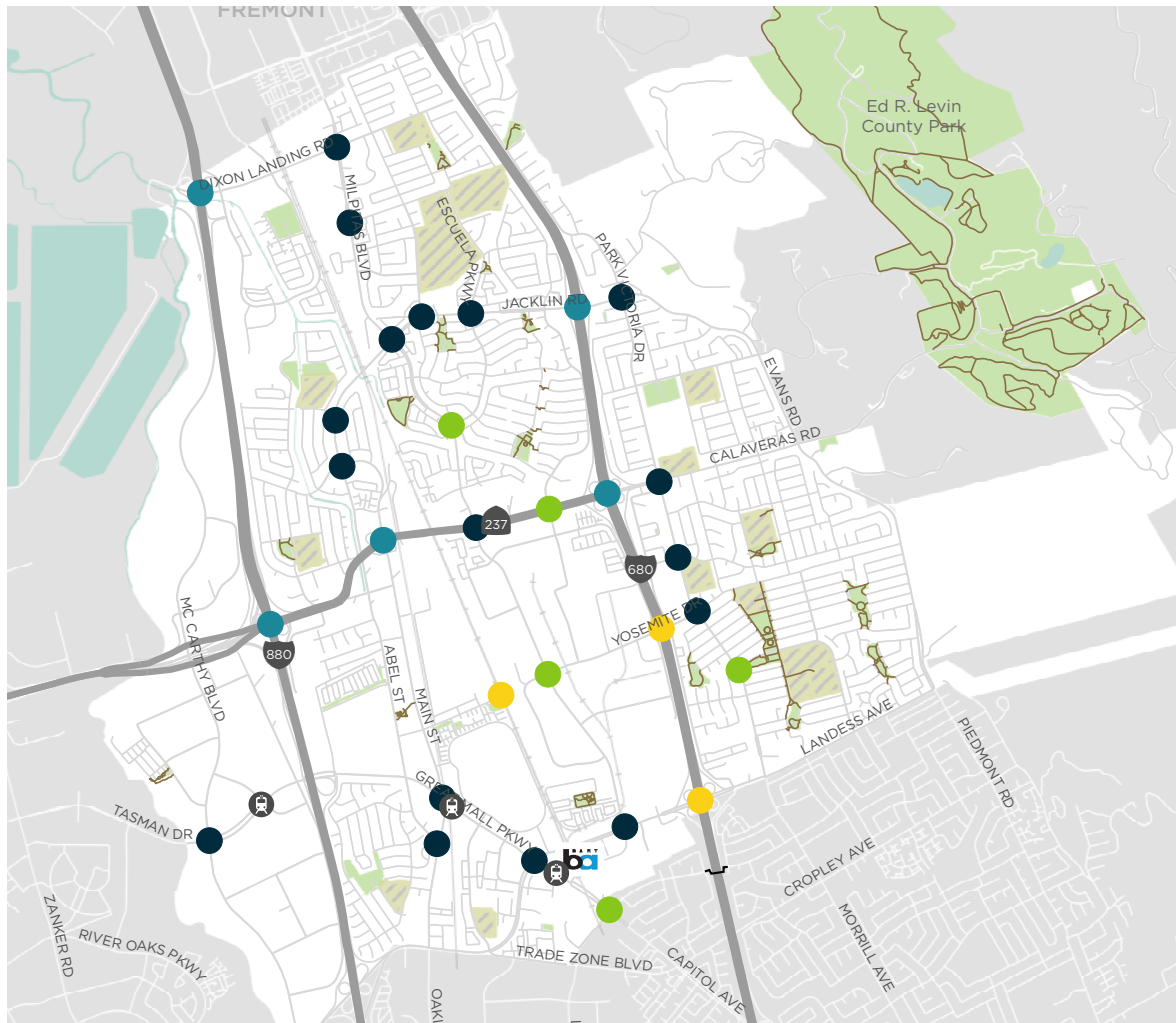 FREMONT
Ed R. Levin
County Park
DIXON LANDING RD
MILPITAS BLVD
ESCUELA PKWY
PARK VICTORIA DR
JACKLIN RD
EVANS RD
CALAVERAS RD
237
680
YOSEMITE DR
MC CARTHY BLVD
880
ABEL ST
MAIN ST
LANDESS AVE
PIEDMONT RD
GREAT MALL PKWY
TASMAN DR
BART
ba
CROPLEY AVE
MORRILL AVE
ZANKER RD
RIVER OAKS PKWY
TRADE ZONE BLVD
CAPITOL AVE